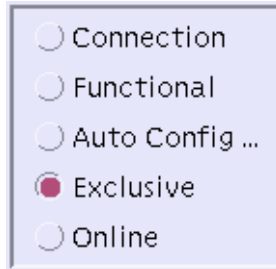 Connection
Functional
Auto Config ...
Exclusive
Online